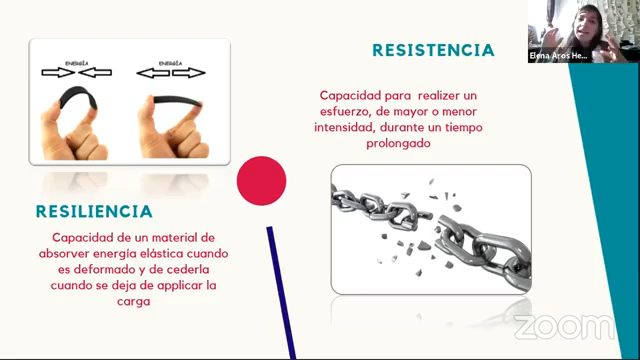 ENERGÍA
ENERGÍA
RESILIENCIA
Capacidad de un material de
absorver energía elástica cuando
es deformado y de cederla
cuando se deja de aplicar la
carga
RESISTENCIA
Capacidad para realizer un
esfuerzo, de mayor o menor
intensidad, durante un tiempo
prolongado
Elena Aros He...
zoom